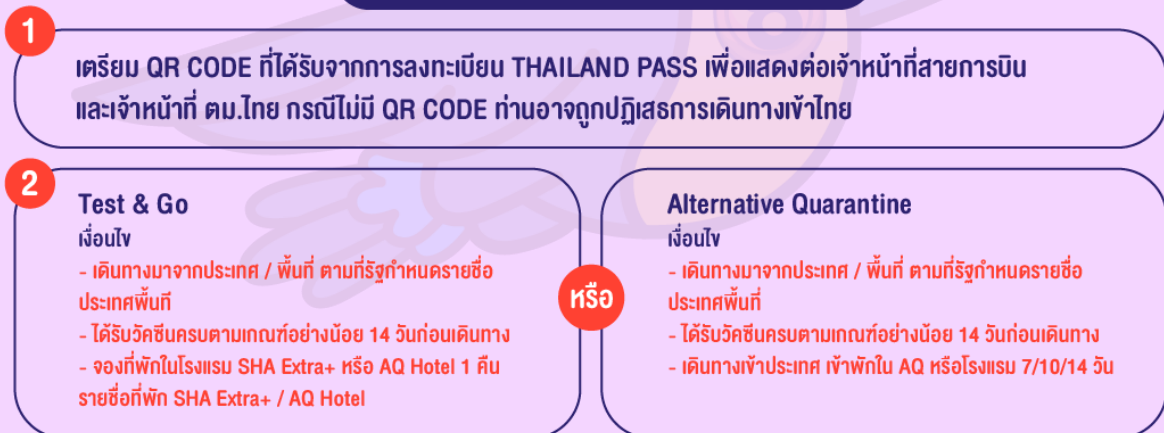 1
เตรียม QR CODE ที่ได้รับจากการลงทะเบียน THAILAND PASS เพื่อแสดงต่อเจ้าหน้าที่สายการบิน
และเจ้าหน้าที่ ตม.ไทย กรณีไม่มี QR CODE ท่านอาจถูกปฏิเสธการเดินทางเข้าไทย
2
Test & Go
เงื่อนไข
- เดินทางมาจากประเทศ / พื้นที่ ตามที่รัฐกำหนดรายชื่อ
ประเทศพื้นที่
- ได้รับวัคซีนครบตามเกณฑ์อย่างน้อย 14 วันก่อนเดินทาง
- จองที่พักในโรงแรม SHA Extra+ หรือ AQ Hotel 1 คืน
รายชื่อที่พัก SHA Extra+ / AQ Hotel
หรือ
Alternative Quarantine
เงื่อนไข
- เดินทางมาจากประเทศ / พื้นที่ ตามที่รัฐกำหนดรายชื่อ
ประเทศพื้นที่
- ได้รับวัคซีนครบตามเกณฑ์อย่างน้อย 14 วันก่อนเดินทาง
- เดินทางเข้าประเทศ เข้าพักใน AQ หรือโรงแรม 7/10/14 วัน